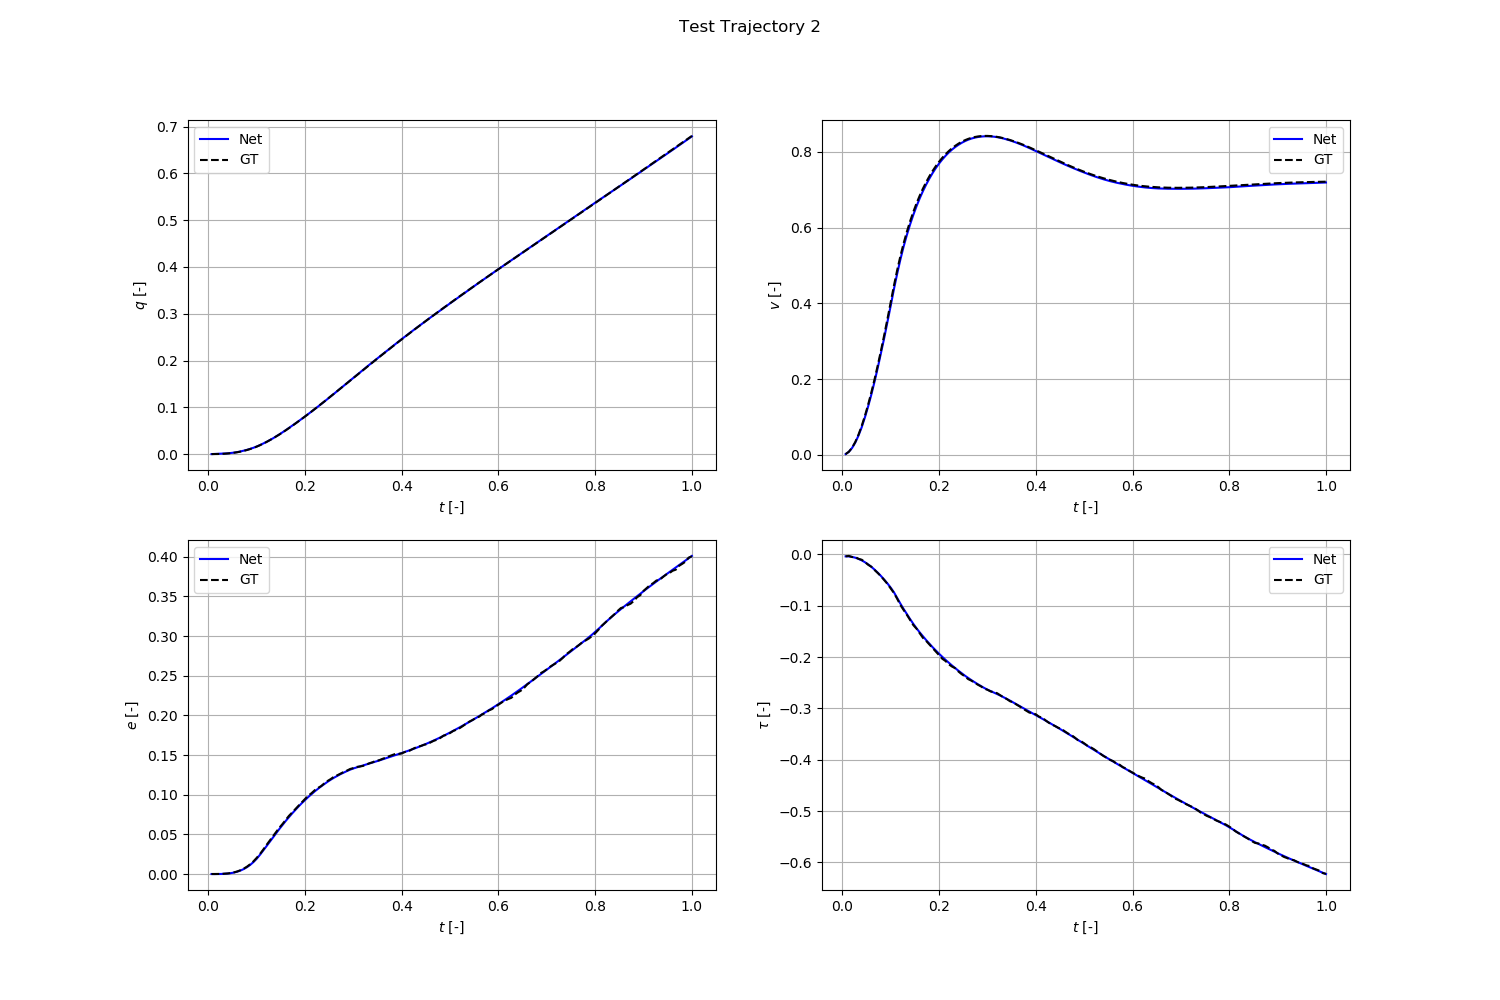 Test Trajectory 2
0.7
0.6
0.5
0.4
0.3
0.2
0.1
0.0
q [-]
Net
GT
0.0 0.2 0.4 0.6 0.8 1.0
t [-]
0.8
0.6
0.4
0.2
0.0
v [-]
Net
GT
0.0 0.2 0.4 0.6 0.8 1.0
t [-]
0.40
0.35
0.30
0.25
0.20
0.15
0.10
0.05
0.00
e [-]
Net
GT
0.0 0.2 0.4 0.6 0.8 1.0
t [-]
0.0
−0.1
−0.2
−0.3
−0.4
−0.5
−0.6
τ [-]
Net
GT
0.0 0.2 0.4 0.6 0.8 1.0
t [-]